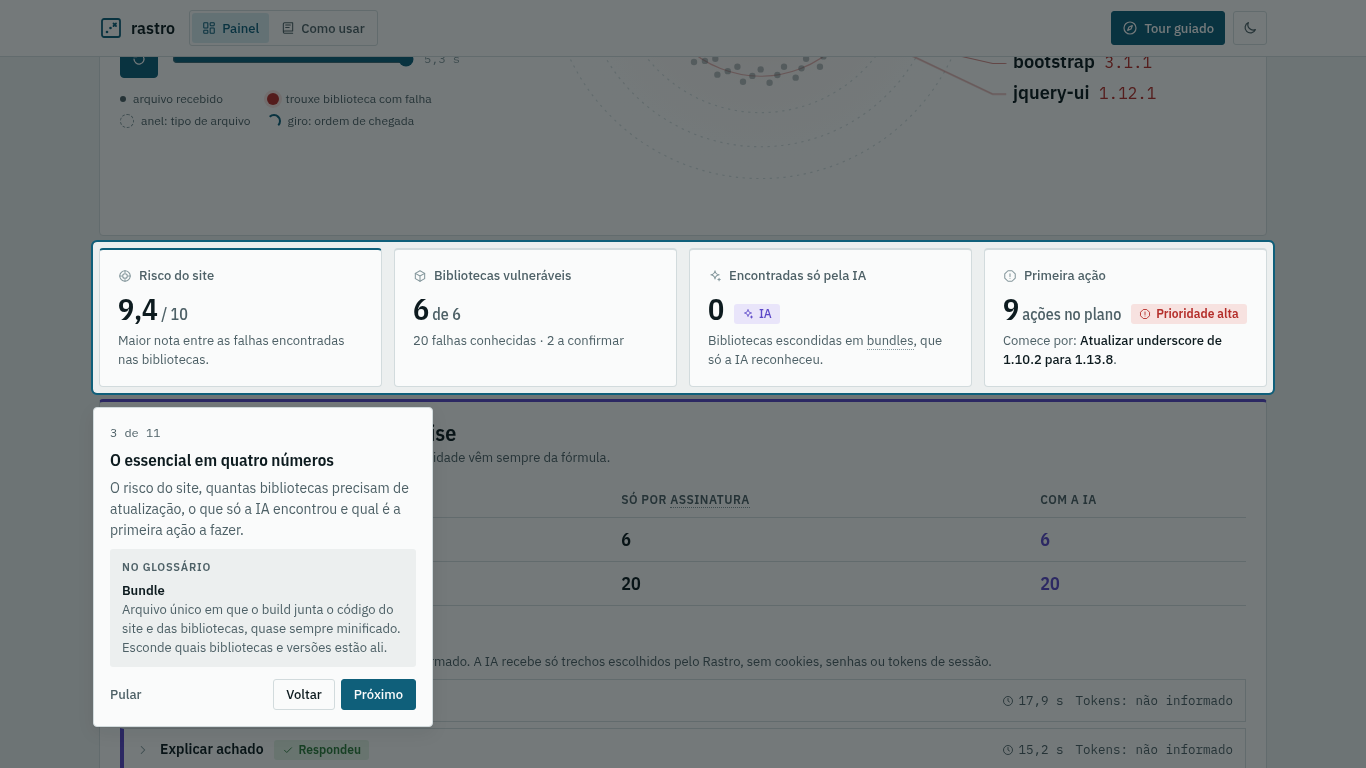 rastro
Painel
Como usar
Tour guiado
5,3 s
bootstrap 3.1.1
jquery-ui 1.12.1
arquivo recebido
trouxe biblioteca com falha
anel: tipo de arquivo
giro: ordem de chegada
Risco do site
9,4 / 10
Maior nota entre as falhas encontradas
nas bibliotecas.
Bibliotecas vulneráveis
6 de 6
20 falhas conhecidas · 2 a confirmar
Encontradas só pela IA
0 IA
Bibliotecas escondidas em bundles, que
só a IA reconheceu.
Primeira ação
9 ações no plano Prioridade alta
Comece por: Atualizar underscore de
1.10.2 para 1.13.8.
3 de 11
O essencial em quatro números
O risco do site, quantas bibliotecas precisam de
atualização, o que só a IA encontrou e qual é a
primeira ação a fazer.
NO GLOSSÁRIO
Bundle
Arquivo único em que o build junta o código do
site e das bibliotecas, quase sempre minificado.
Esconde quais bibliotecas e versões estão ali.
Pular
Voltar
Próximo
vêm sempre da fórmula.
SÓ POR ASSINATURA
COM A IA
6
6
20
20
A IA recebe só trechos escolhidos pelo Rastro, sem cookies, senhas ou tokens de sessão.
17,9 s Tokens: não informado
Explicar achado Respondeu
15,2 s Tokens: não informado